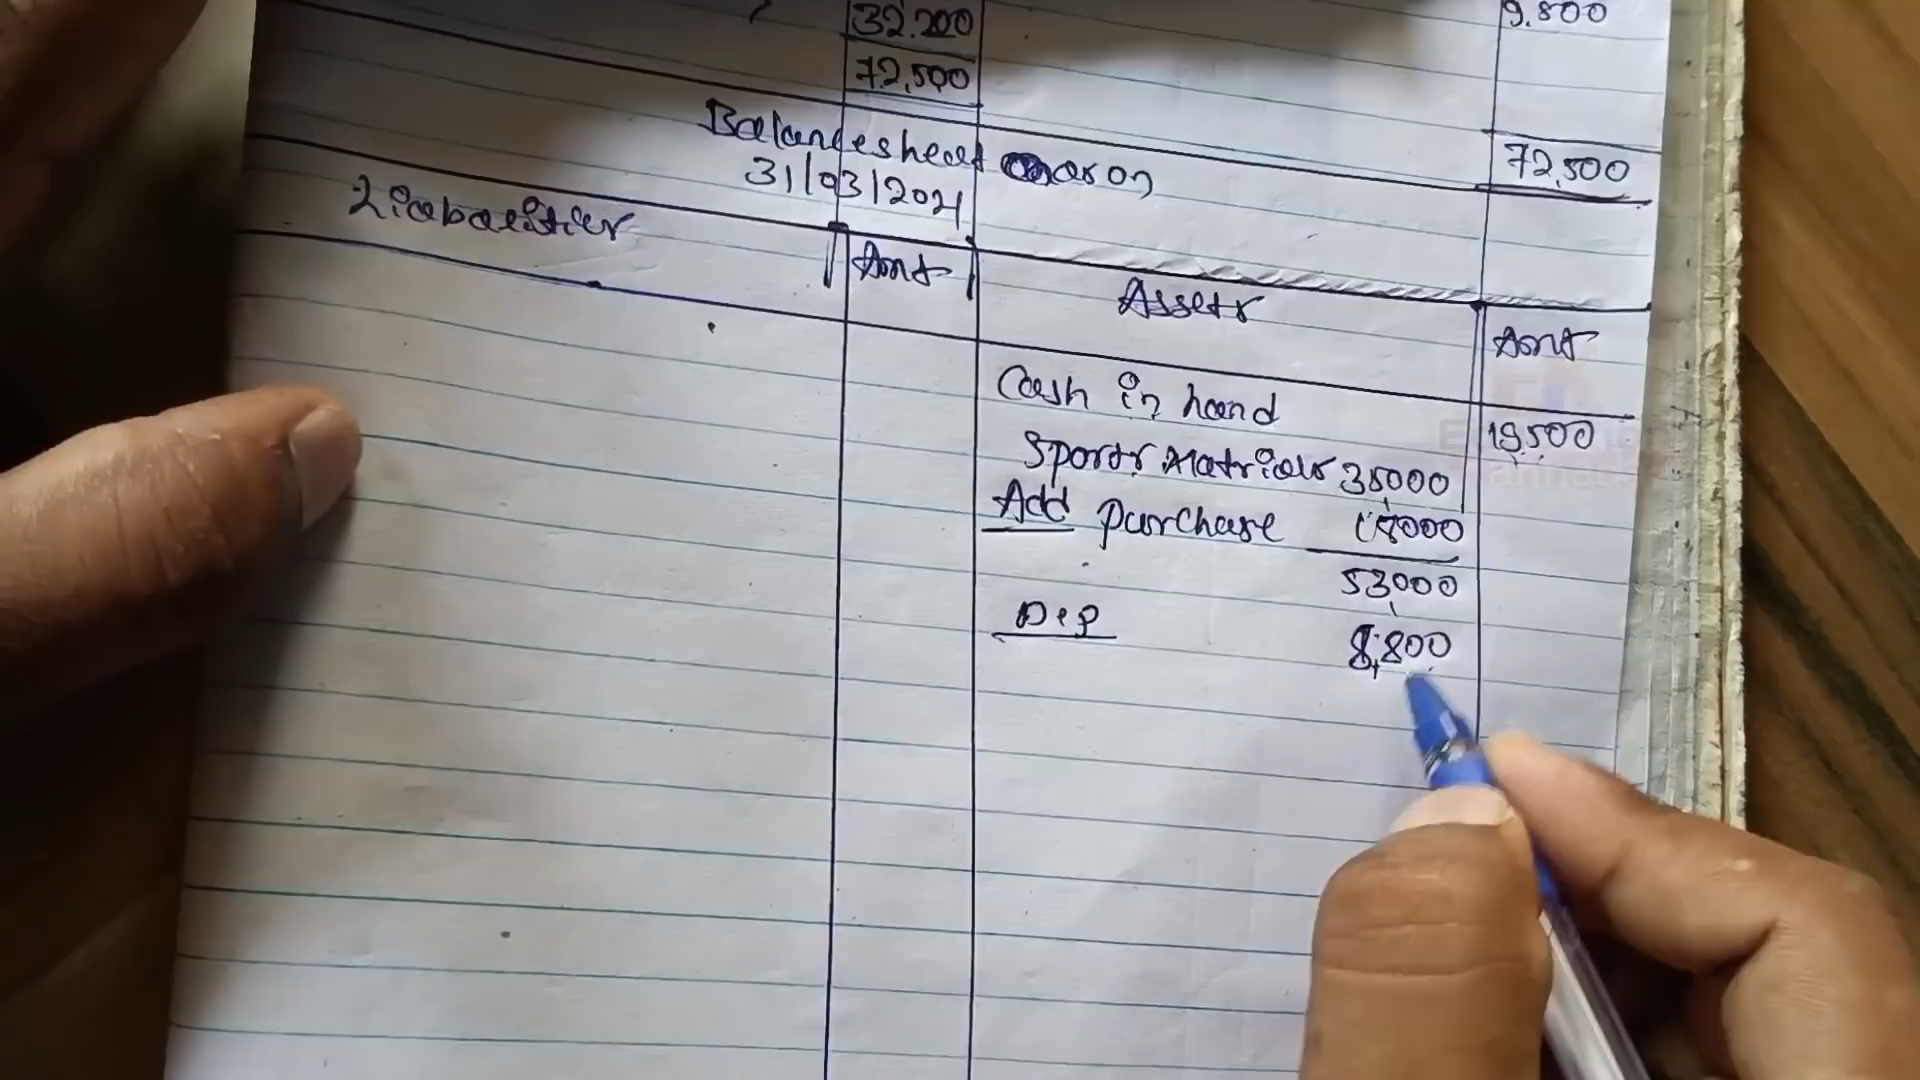 32.200
9.800
72,500
72,500
Balancesheet as on
31/03/2021
Liabaeities
Amt
Assets
Amt
Cash in hand
19,500
Sports Matrials 35000
Add purchase 18000
53000
Dep 8,800